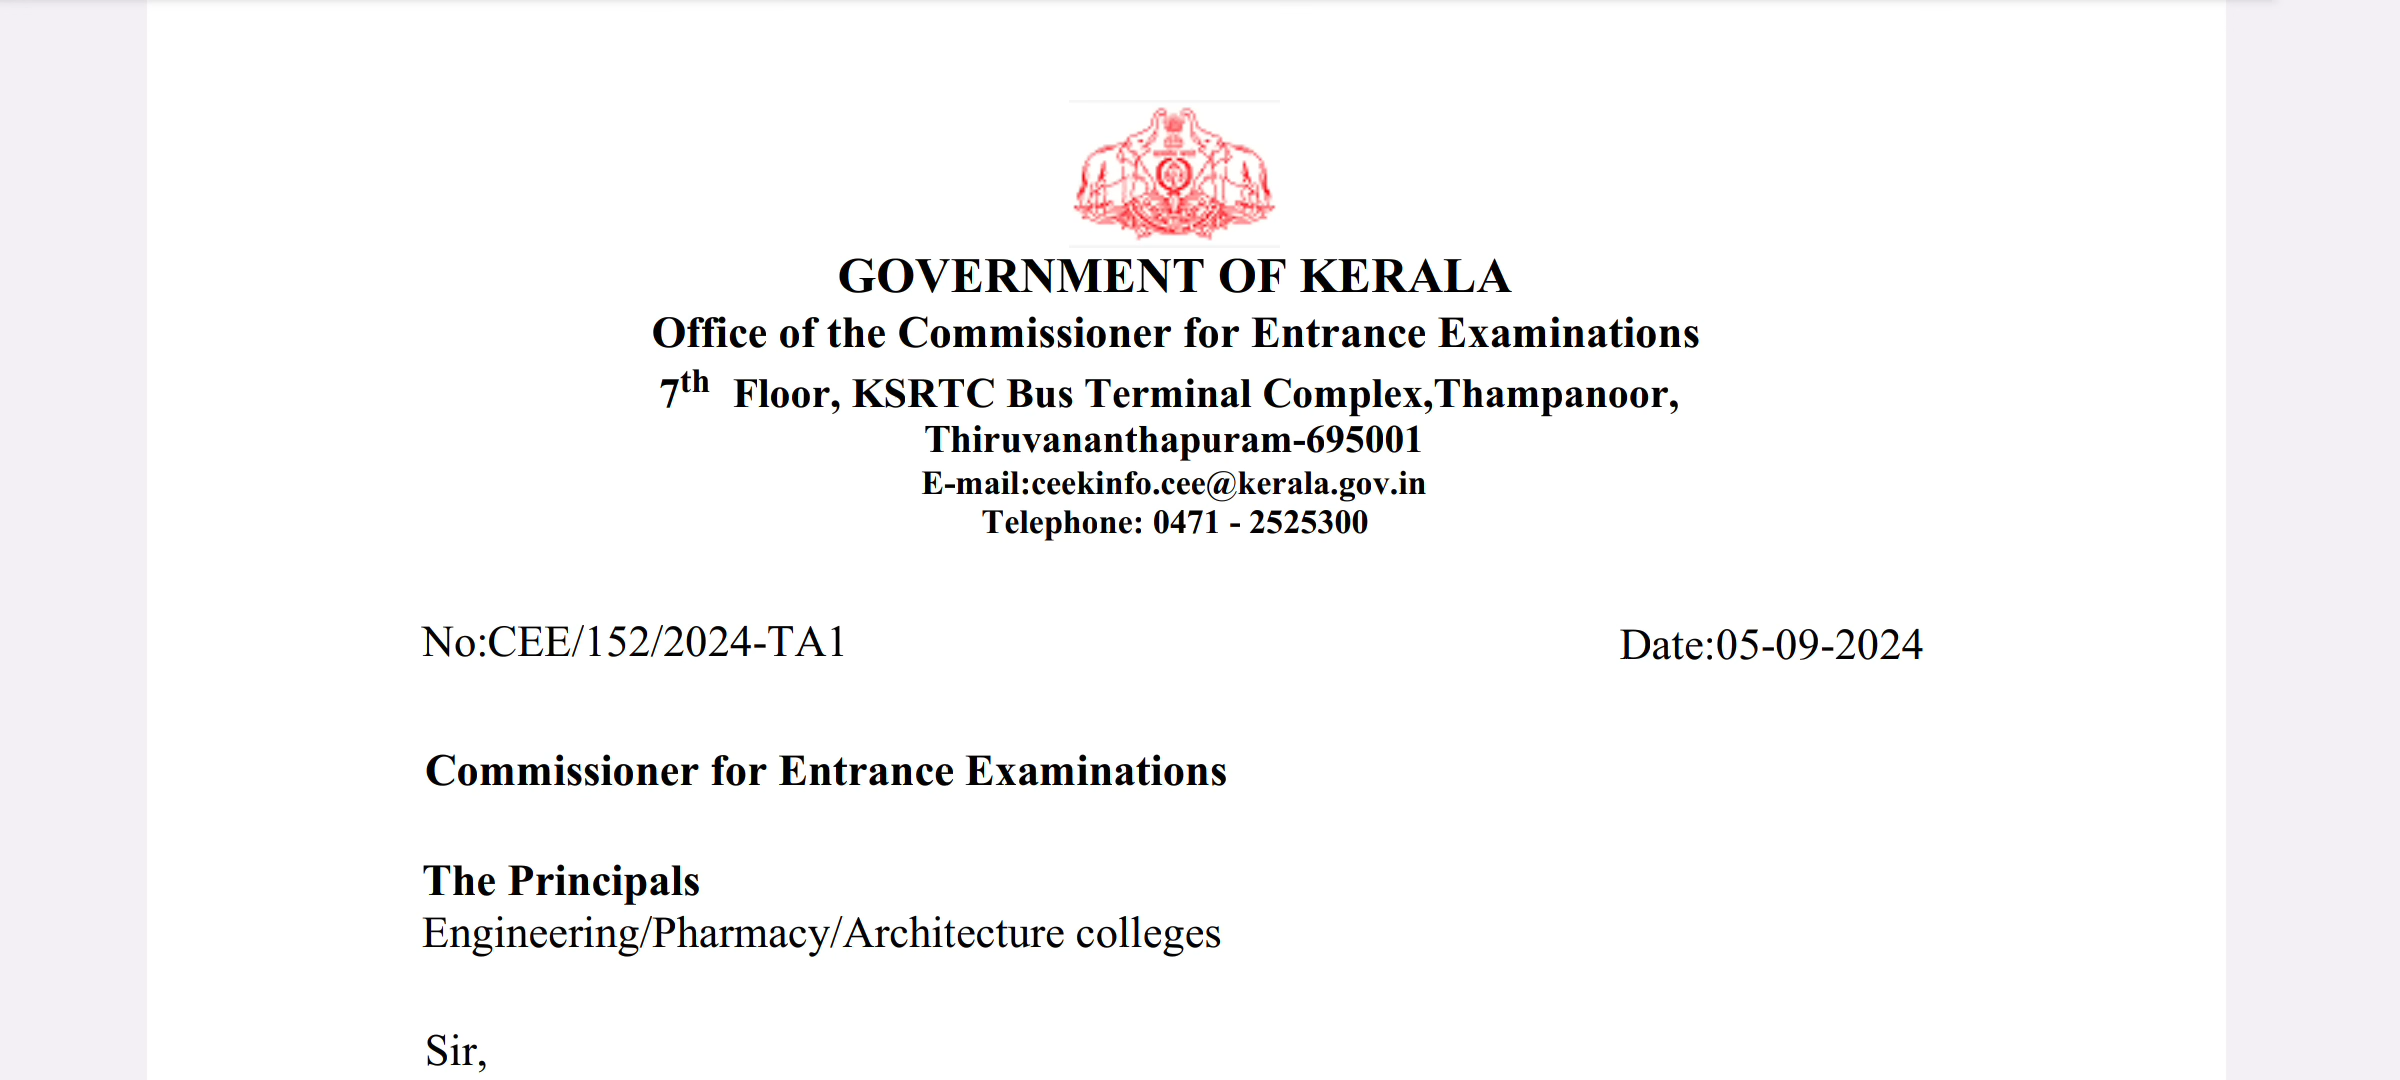 GOVERNMENT OF KERALA
Office of the Commissioner for Entrance Examinations
7th Floor, KSRTC Bus Terminal Complex,Thampanoor,
Thiruvananthapuram-695001
E-mail:ceekinfo.cee@kerala.gov.in
Telephone: 0471 - 2525300
No:CEE/152/2024-TA1 Date:05-09-2024
Commissioner for Entrance Examinations
The Principals
Engineering/Pharmacy/Architecture colleges
Sir,